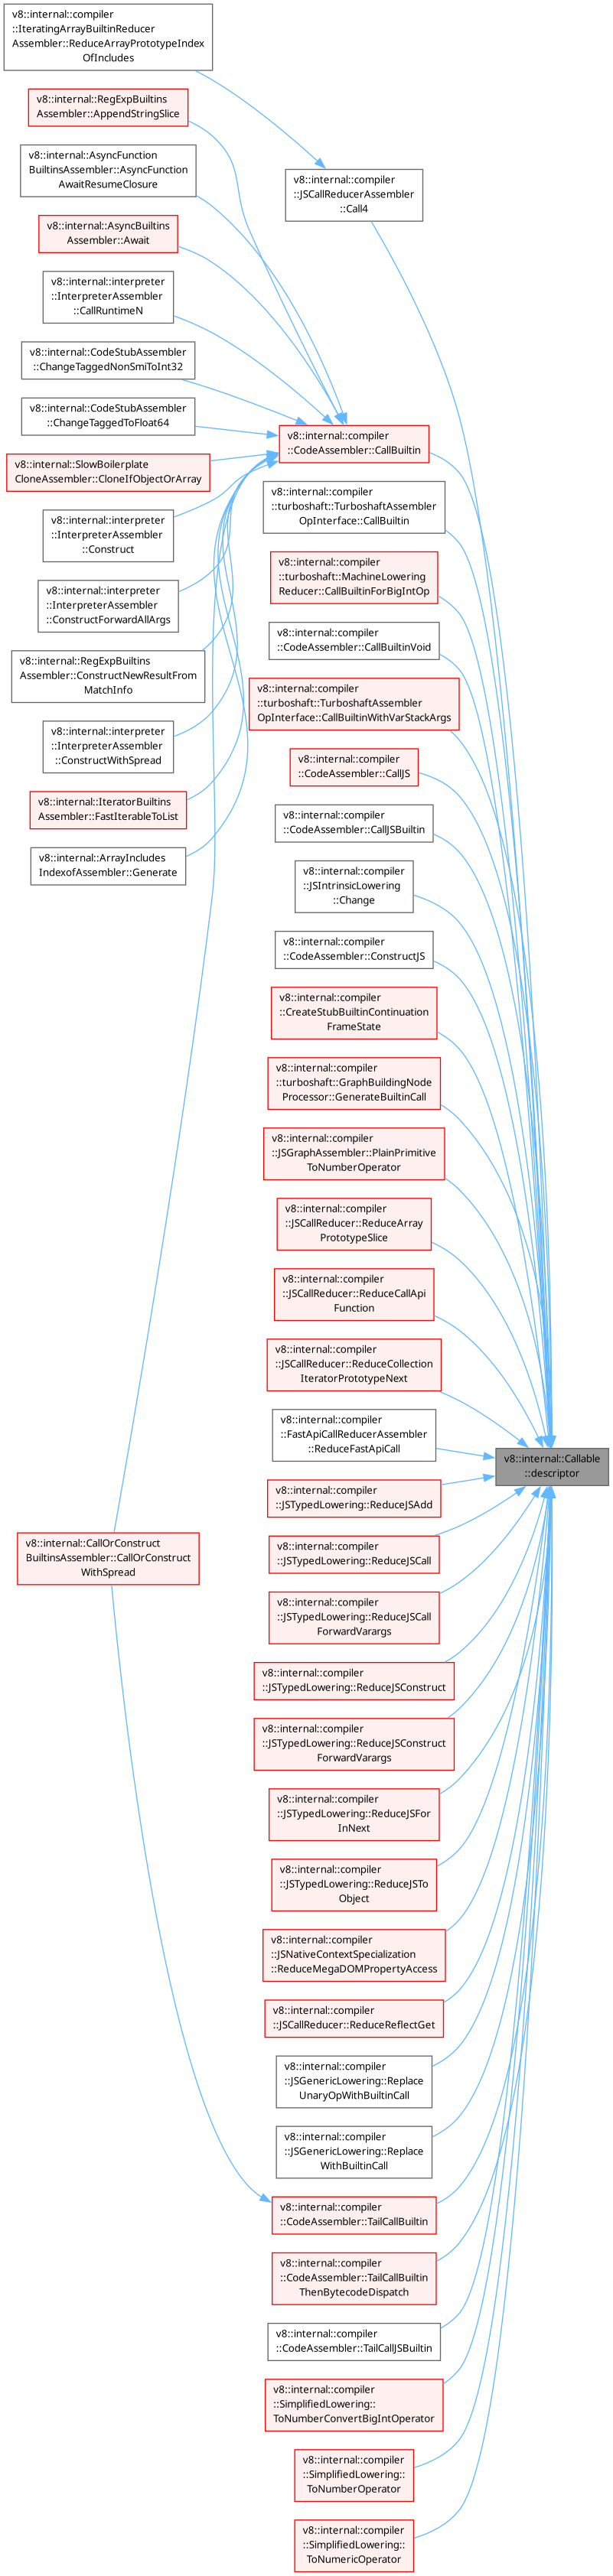 v8::internal::compiler
::IteratingArrayBuiltinReducer
Assembler::ReduceArrayPrototypeIndex
OfIncludes
v8::internal::RegExpBuiltins
Assembler::AppendStringSlice
v8::internal::AsyncFunction
BuiltinsAssembler::AsyncFunction
AwaitResumeClosure
v8::internal::AsyncBuiltins
Assembler::Await
v8::internal::interpreter
::InterpreterAssembler
::CallRuntimeN
v8::internal::CodeStubAssembler
::ChangeTaggedNonSmiToInt32
v8::internal::CodeStubAssembler
::ChangeTaggedToFloat64
v8::internal::SlowBoilerplate
CloneAssembler::CloneIfObjectOrArray
v8::internal::interpreter
::InterpreterAssembler
::Construct
v8::internal::interpreter
::InterpreterAssembler
::ConstructForwardAllArgs
v8::internal::RegExpBuiltins
Assembler::ConstructNewResultFrom
MatchInfo
v8::internal::interpreter
::InterpreterAssembler
::ConstructWithSpread
v8::internal::IteratorBuiltins
Assembler::FastIterableToList
v8::internal::ArrayIncludes
IndexofAssembler::Generate
v8::internal::CallOrConstruct
BuiltinsAssembler::CallOrConstruct
WithSpread
v8::internal::compiler
::JSCallReducerAssembler
::Call4
v8::internal::compiler
::CodeAssembler::CallBuiltin
v8::internal::compiler
::turboshaft::TurboshaftAssembler
OpInterface::CallBuiltin
v8::internal::compiler
::turboshaft::MachineLowering
Reducer::CallBuiltinForBigIntOp
v8::internal::compiler
::CodeAssembler::CallBuiltinVoid
v8::internal::compiler
::turboshaft::TurboshaftAssembler
OpInterface::CallBuiltinWithVarStackArgs
v8::internal::compiler
::CodeAssembler::CallJS
v8::internal::compiler
::CodeAssembler::CallJSBuiltin
v8::internal::compiler
::JSIntrinsicLowering
::Change
v8::internal::compiler
::CodeAssembler::ConstructJS
v8::internal::compiler
::CreateStubBuiltinContinuation
FrameState
v8::internal::compiler
::turboshaft::GraphBuildingNode
Processor::GenerateBuiltinCall
v8::internal::compiler
::JSGraphAssembler::PlainPrimitive
ToNumberOperator
v8::internal::compiler
::JSCallReducer::ReduceArray
PrototypeSlice
v8::internal::compiler
::JSCallReducer::ReduceCallApi
Function
v8::internal::compiler
::JSCallReducer::ReduceCollection
IteratorPrototypeNext
v8::internal::compiler
::FastApiCallReducerAssembler
::ReduceFastApiCall
v8::internal::compiler
::JSTypedLowering::ReduceJSAdd
v8::internal::compiler
::JSTypedLowering::ReduceJSCall
v8::internal::compiler
::JSTypedLowering::ReduceJSCall
ForwardVarargs
v8::internal::compiler
::JSTypedLowering::ReduceJSConstruct
v8::internal::compiler
::JSTypedLowering::ReduceJSConstruct
ForwardVarargs
v8::internal::compiler
::JSTypedLowering::ReduceJSFor
InNext
v8::internal::compiler
::JSTypedLowering::ReduceJSTo
Object
v8::internal::compiler
::JSNativeContextSpecialization
::ReduceMegaDOMPropertyAccess
v8::internal::compiler
::JSCallReducer::ReduceReflectGet
v8::internal::compiler
::JSGenericLowering::Replace
UnaryOpWithBuiltinCall
v8::internal::compiler
::JSGenericLowering::Replace
WithBuiltinCall
v8::internal::compiler
::CodeAssembler::TailCallBuiltin
v8::internal::compiler
::CodeAssembler::TailCallBuiltin
ThenBytecodeDispatch
v8::internal::compiler
::CodeAssembler::TailCallJSBuiltin
v8::internal::compiler
::SimplifiedLowering::
ToNumberConvertBigIntOperator
v8::internal::compiler
::SimplifiedLowering::
ToNumberOperator
v8::internal::compiler
::SimplifiedLowering::
ToNumericOperator
v8::internal::Callable
::descriptor